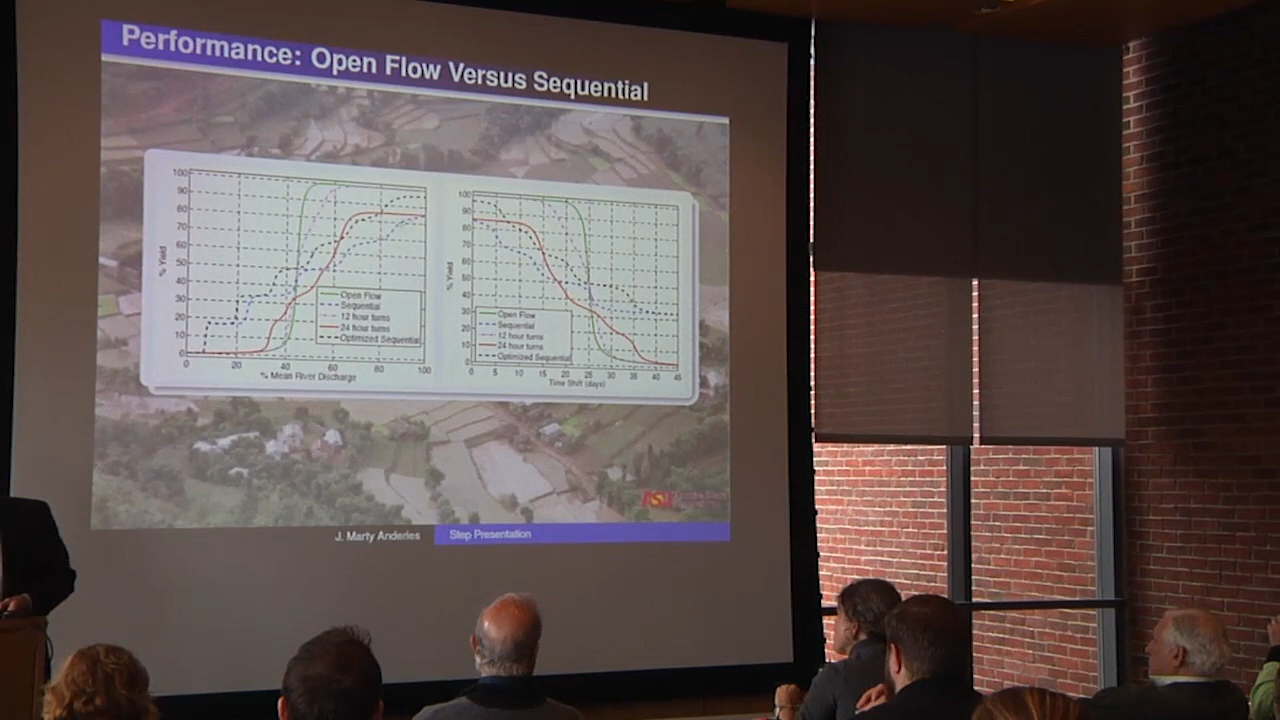 Performance: Open Flow Versus Sequential
100
90
80
70
60
50
40
30
20
10
0
% Yield
0 20 40 60 80 100
% Mean River Discharge
Open Flow
Sequential
12 hour turns
24 hour turns
Optimized Sequential
100
90
80
70
60
50
40
30
20
10
0
% Yield
0 5 10 15 20 25 30 35 40 45
Time Shift (days)
Open Flow
Sequential
12 hour turns
24 hour turns
Optimized Sequential
ASU
J. Marty Anderies
Step Presentation